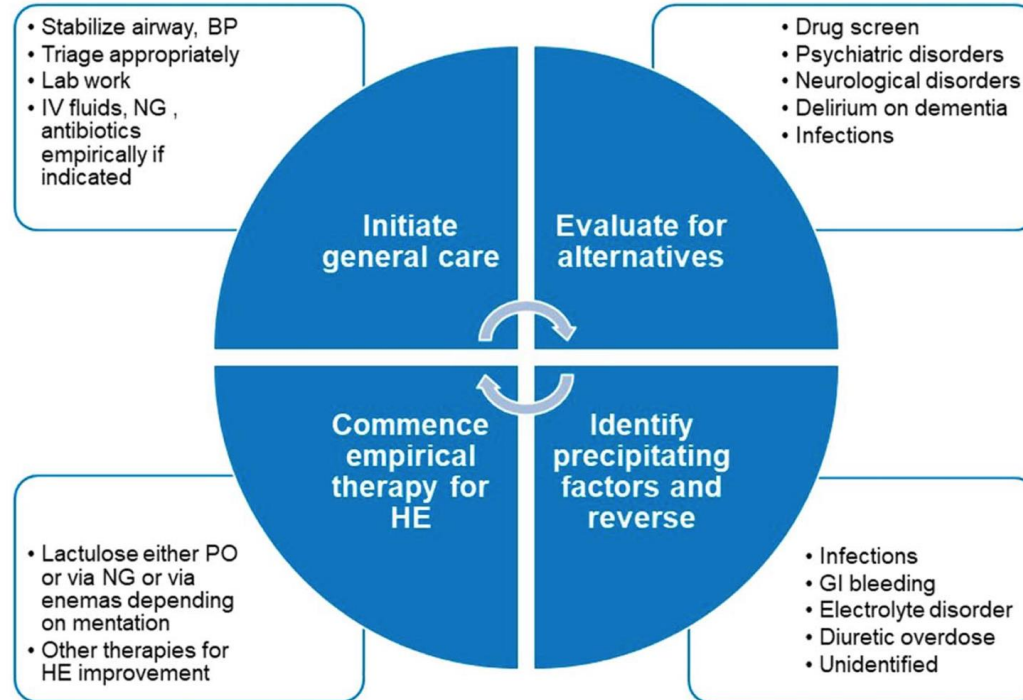 • Stabilize airway, BP
• Triage appropriately
• Lab work
• IV fluids, NG ,
antibiotics
empirically if
indicated
• Drug screen
• Psychiatric disorders
• Neurological disorders
• Delirium on dementia
• Infections
Initiate
general care
Evaluate for
alternatives
Commence
empirical
therapy for
HE
Identify
precipitating
factors and
reverse
• Lactulose either PO
or via NG or via
enemas depending
on mentation
• Other therapies for
HE improvement
• Infections
• GI bleeding
• Electrolyte disorder
• Diuretic overdose
• Unidentified